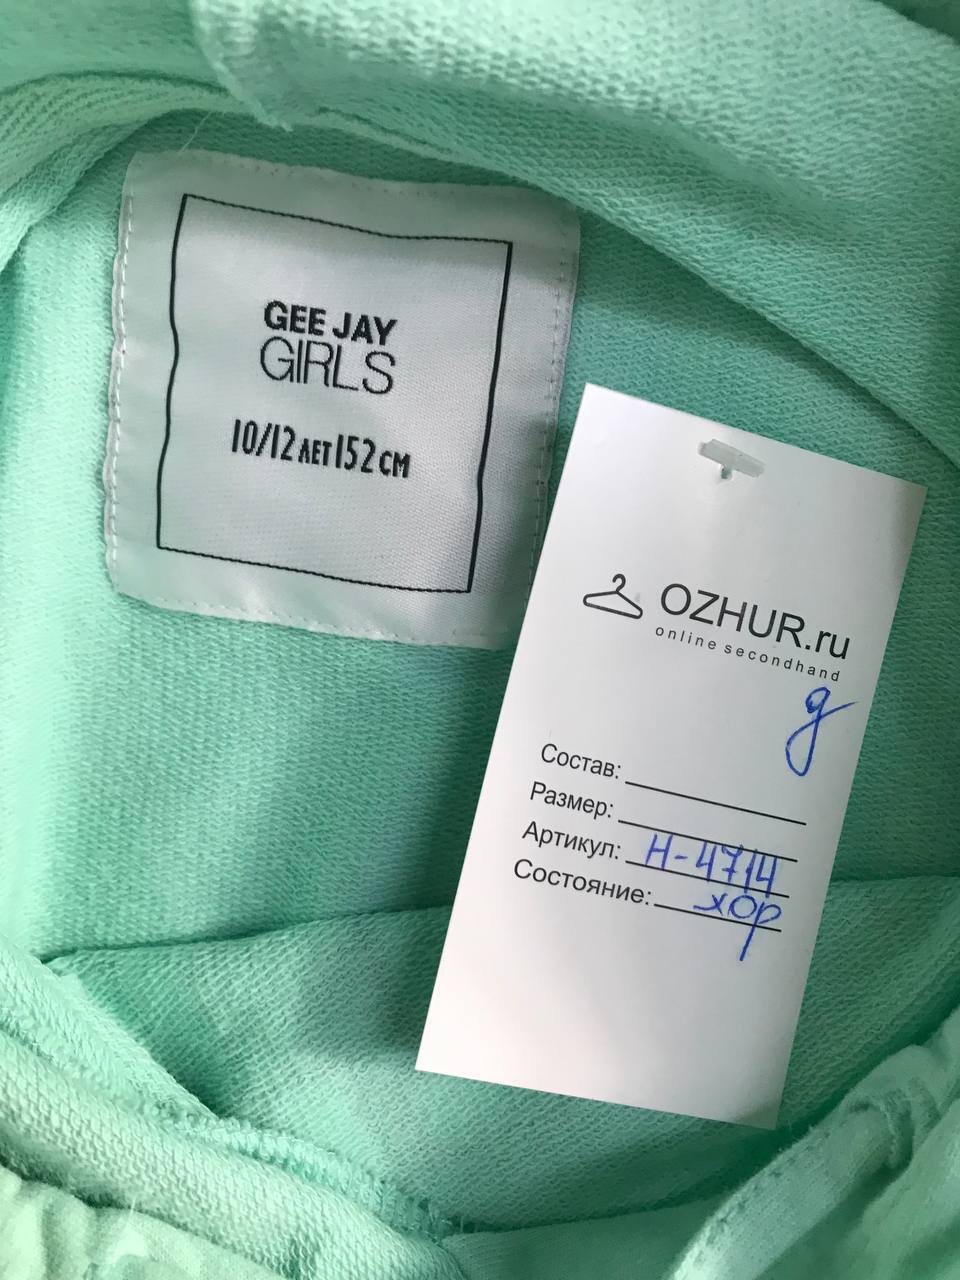 GEE JAY
GIRLS
10/12 ЛЕТ 152 СМ
OZHUR.ru
online secondhand
д
Состав:
Размер:
Артикул: Н-4714
Состояние: хор